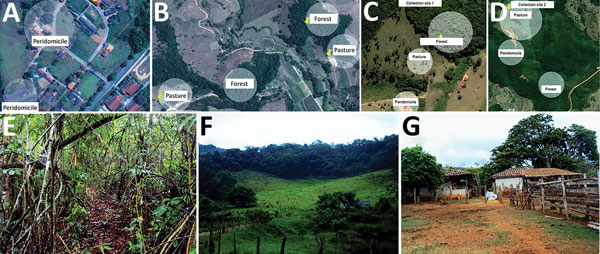 A
Peridomicile
Peridomicile
B
Forest
Pasture
Forest
Pasture
C
Collection site 1
Forest
Pasture
Peridomicile
D
Collection site 2
Pasture
Peridomicile
Forest
E
F
G